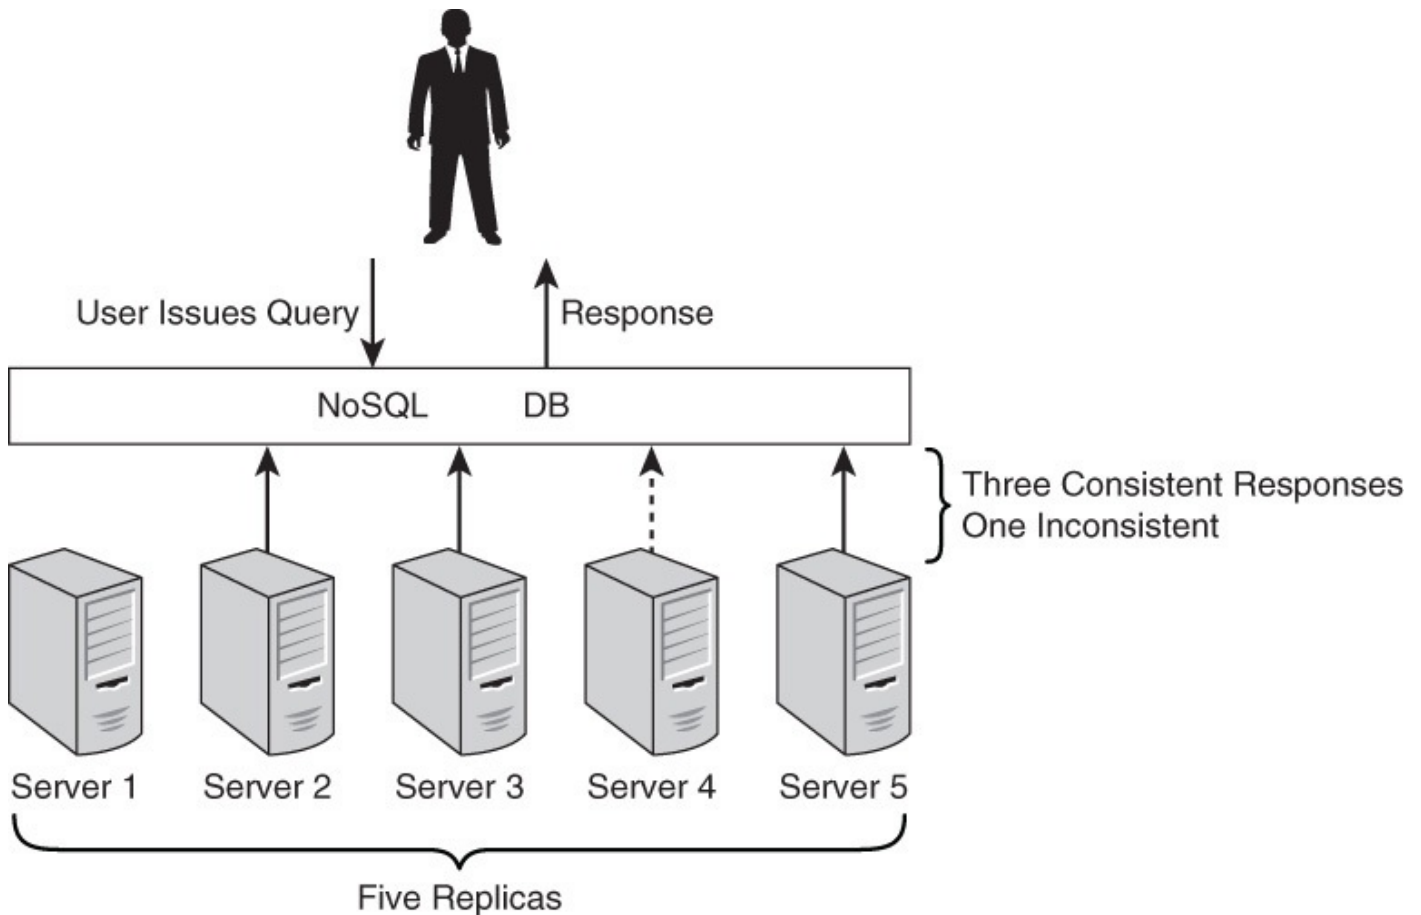 User Issues Query
Response
NoSQL DB
Three Consistent Responses
One Inconsistent
Server 1
Server 2
Server 3
Server 4
Server 5
Five Replicas